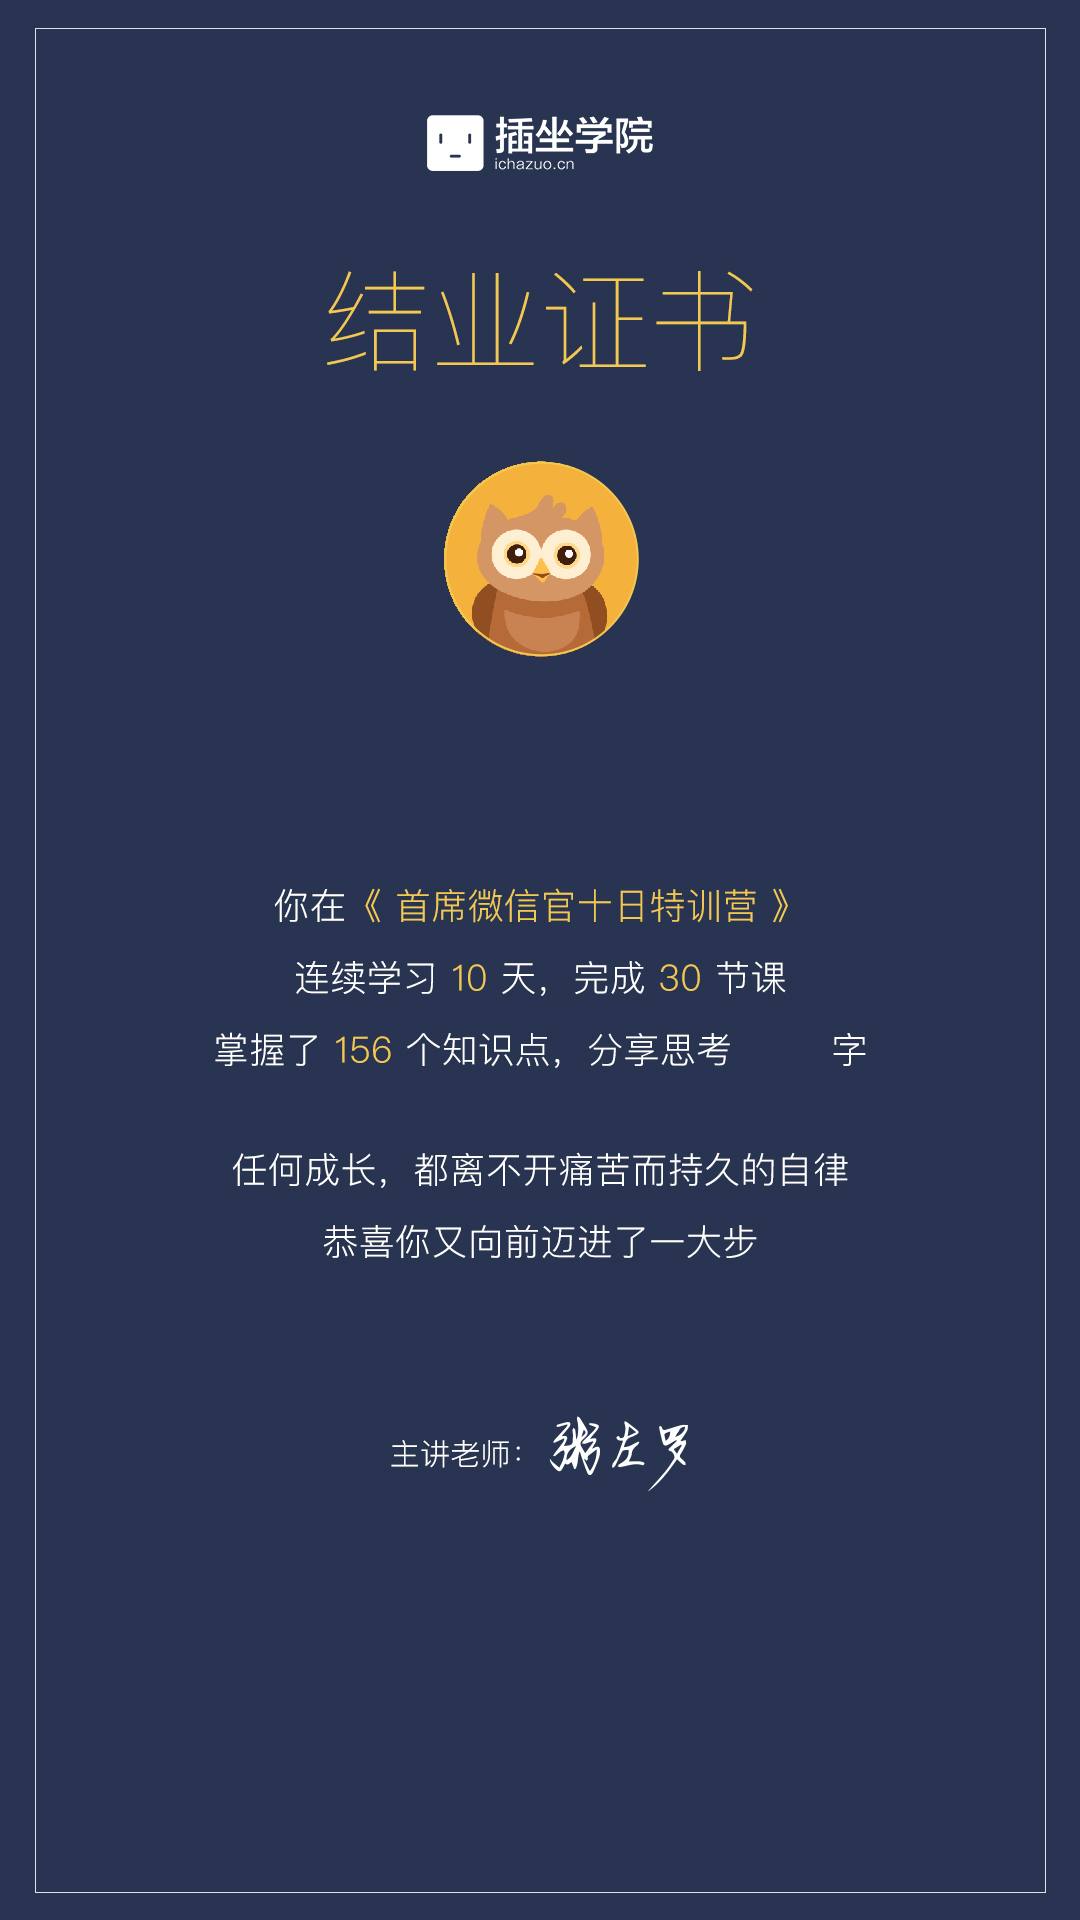 插坐学院
ichazuo.cn
结业证书
你在《 首席微信官十日特训营 》
连续学习 10 天，完成 30 节课
掌握了 156 个知识点，分享思考 字
任何成长，都离不开痛苦而持久的自律
恭喜你又向前迈进了一大步
主讲老师：粥左罗